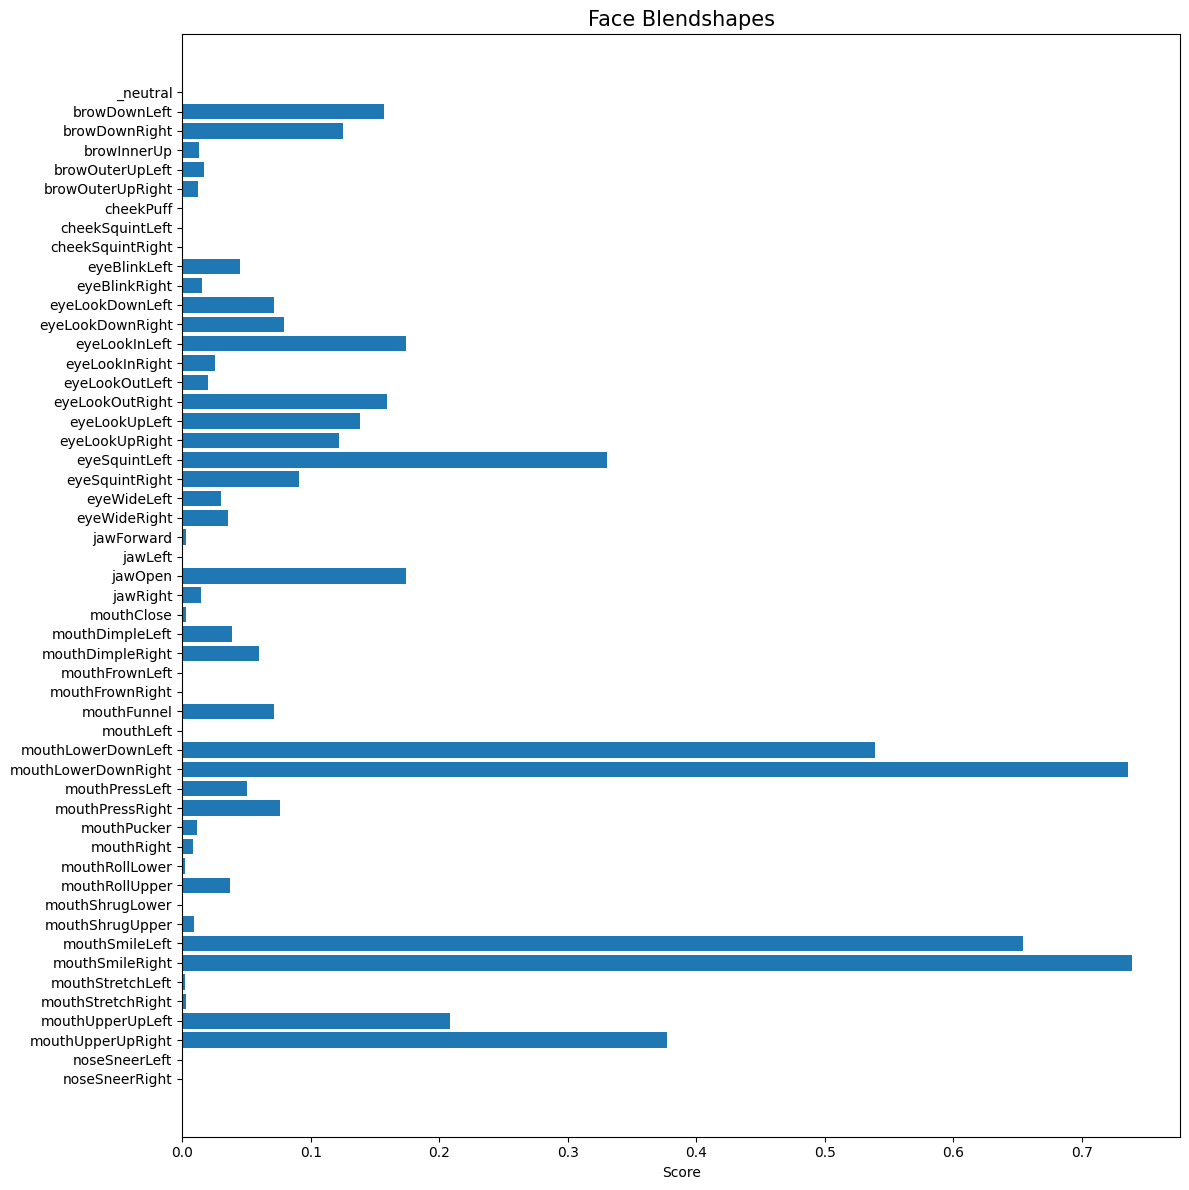 Face Blendshapes
_neutral
browDownLeft
browDownRight
browInnerUp
browOuterUpLeft
browOuterUpRight
cheekPuff
cheekSquintLeft
cheekSquintRight
eyeBlinkLeft
eyeBlinkRight
eyeLookDownLeft
eyeLookDownRight
eyeLookInLeft
eyeLookInRight
eyeLookOutLeft
eyeLookOutRight
eyeLookUpLeft
eyeLookUpRight
eyeSquintLeft
eyeSquintRight
eyeWideLeft
eyeWideRight
jawForward
jawLeft
jawOpen
jawRight
mouthClose
mouthDimpleLeft
mouthDimpleRight
mouthFrownLeft
mouthFrownRight
mouthFunnel
mouthLeft
mouthLowerDownLeft
mouthLowerDownRight
mouthPressLeft
mouthPressRight
mouthPucker
mouthRight
mouthRollLower
mouthRollUpper
mouthShrugLower
mouthShrugUpper
mouthSmileLeft
mouthSmileRight
mouthStretchLeft
mouthStretchRight
mouthUpperUpLeft
mouthUpperUpRight
noseSneerLeft
noseSneerRight
0.0 0.1 0.2 0.3 0.4 0.5 0.6 0.7
Score